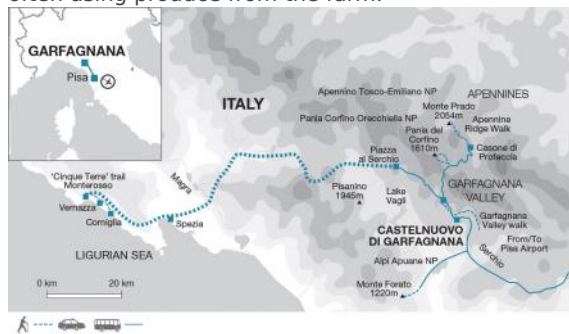 often using produce from the farm.
GARFAGNANA
Pisa
ITALY
Apennino Tosco-Emiliano NP
APENNINES
Monte Prado
2054m
Pania Corfino Orecchiella NP
Pania del
Corfino
1610m
Apennine
Ridge Walk
Piazza
al Serchio
Casone di
Profeccia
'Cinque Terre' trail
Monterosso
Magra
Pisanino
1945m
Lake
Vagli
GARFAGNANA
VALLEY
Vernazza
Corniglia
Spezia
CASTELNUOVO
DI GARFAGNANA
Garfagnana
Valley walk
Serchio
From/To
Pisa Airport
LIGURIAN SEA
Alpi Apuane NP
0 km
20 km
Monte Forato
1220m